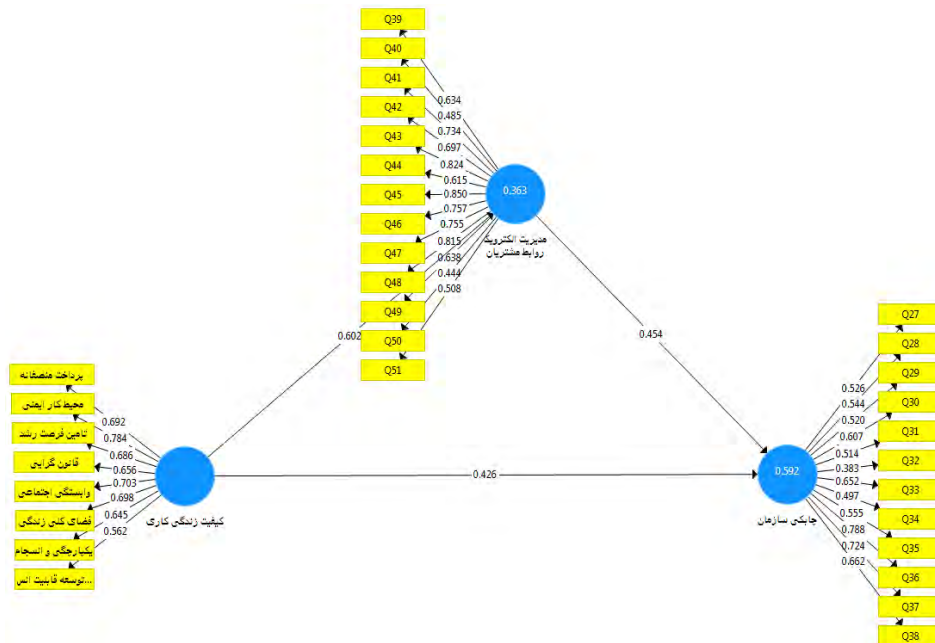 Q39
Q40
Q41
Q42
Q43
Q44
Q45
Q46
Q47
Q48
Q49
Q50
Q51
0.634
0.485
0.734
0.697
0.824
0.615
0.850
0.757
0.755
0.815
0.638
0.444
0.508
0.363
مدیریت الکترونیک
روابط مشتریان
0.602
0.454
0.426
پرداخت منصفانه
محیط کار ایمنی
تامین فرصت رشد
قانون گرایی
وابستگی اجتماعی
فضای کلی زندگی
یکپارچگی و انسجام
توسعه قابلیت انس...
0.692
0.784
0.686
0.656
0.703
0.698
0.645
0.562
کیفیت زندگی کاری
0.592
چابکی سازمان
0.526
0.544
0.520
0.607
0.514
0.383
0.652
0.497
0.555
0.788
0.724
0.662
Q27
Q28
Q29
Q30
Q31
Q32
Q33
Q34
Q35
Q36
Q37
Q38